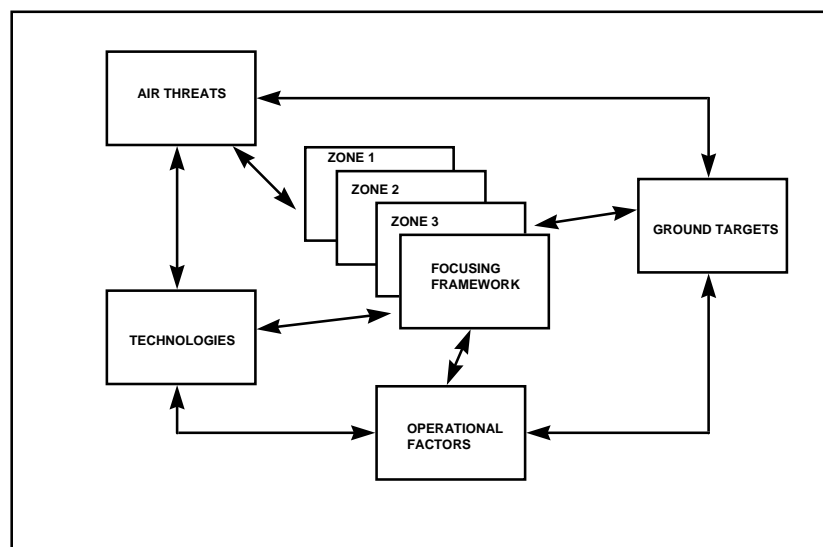 AIR THREATS
ZONE 1
ZONE 2
ZONE 3
GROUND TARGETS
FOCUSING
FRAMEWORK
TECHNOLOGIES
OPERATIONAL
FACTORS